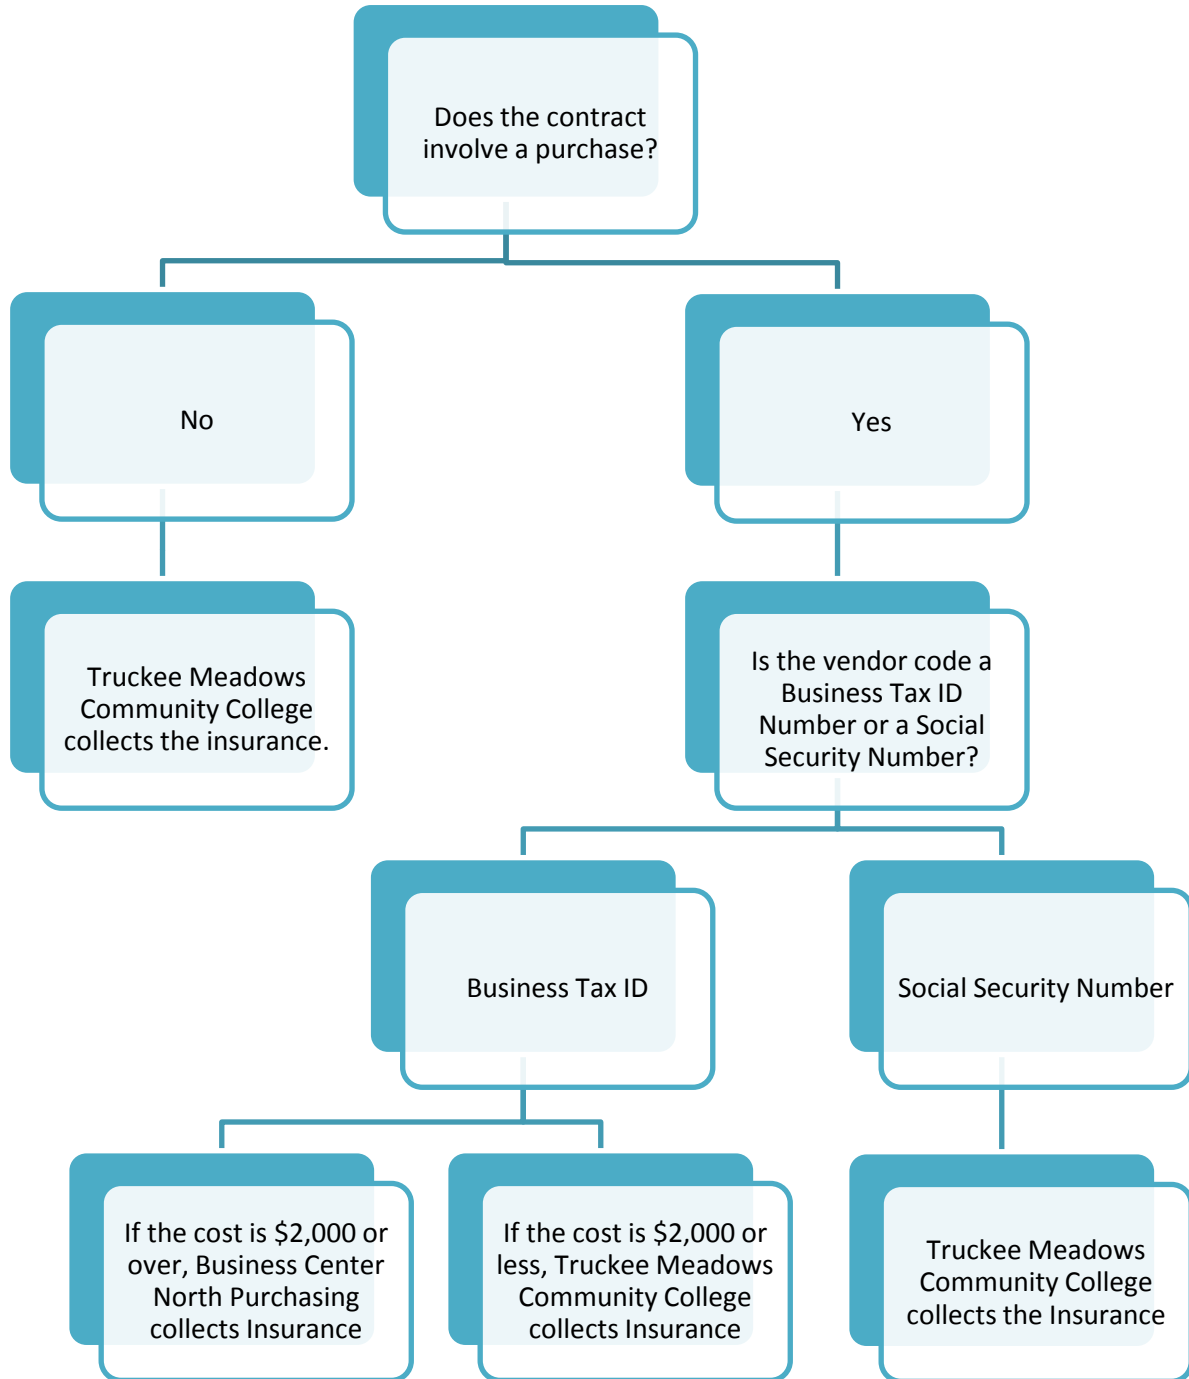 Does the contract
involve a purchase?
No
Yes
Truckee Meadows
Community College
collects the insurance.
Is the vendor code a
Business Tax ID
Number or a Social
Security Number?
Business Tax ID
Social Security Number
If the cost is $2,000 or
over, Business Center
North Purchasing
collects Insurance
If the cost is $2,000 or
less, Truckee Meadows
Community College
collects Insurance
Truckee Meadows
Community College
collects the Insurance